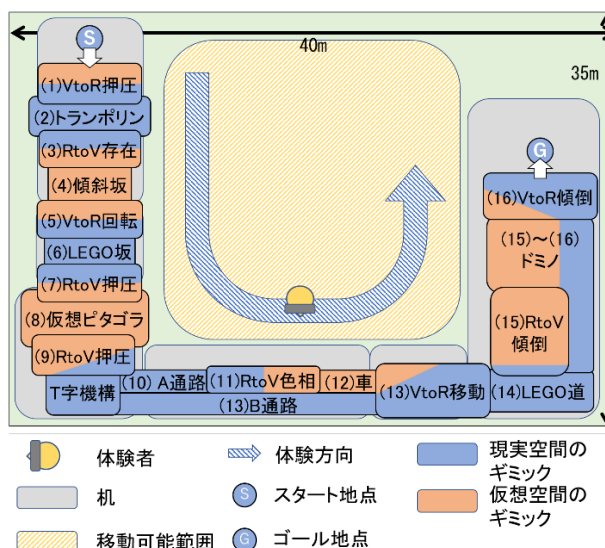 S
40m
35m
(1)VtoR押圧
(2)トランポリン
(3)RtoV存在
(4)傾斜坂
(5)VtoR回転
(6)LEGO坂
(7)RtoV押圧
(8)仮想ピタゴラ
(9)RtoV押圧
T字機構
(10) A通路
(11)RtoV色相
(12)車
(13)B通路
(13)VtoR移動
(14)LEGO道
(15)RtoV
傾倒
(15)～(16)
ドミノ
(16)VtoR傾倒
G
体験者
体験方向
現実空間の
ギミック
机
S
スタート地点
仮想空間の
ギミック
移動可能範囲
G
ゴール地点